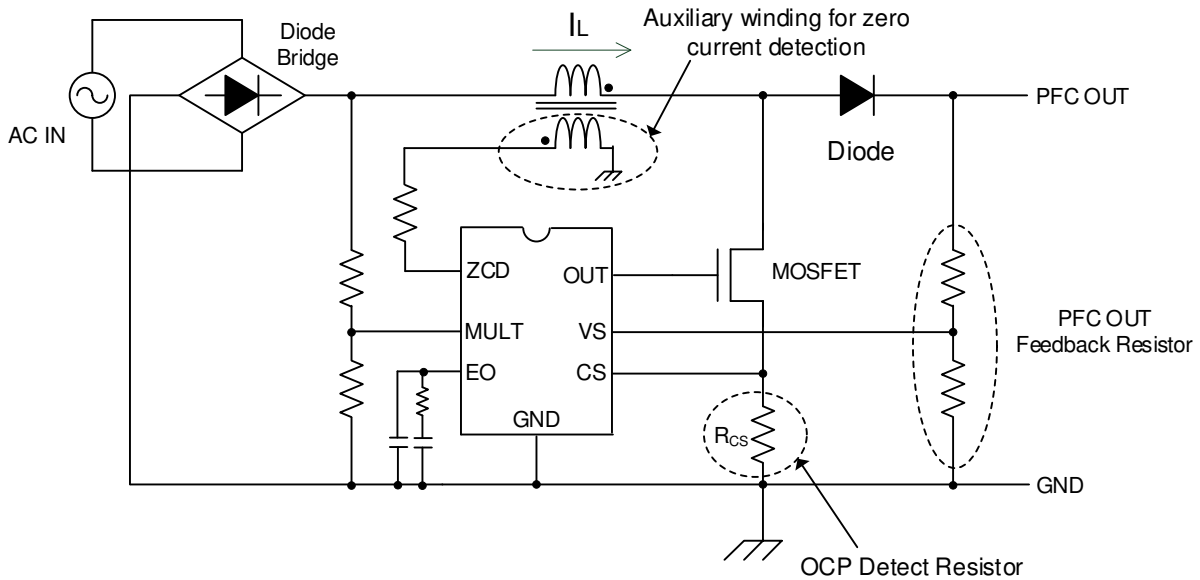 Auxiliary winding for zero
current detection
IL
Diode
Bridge
PFC OUT
AC IN
Diode
ZCD
OUT
MOSFET
MULT
VS
PFC OUT
Feedback Resistor
EO
CS
GND
RCS
GND
OCP Detect Resistor